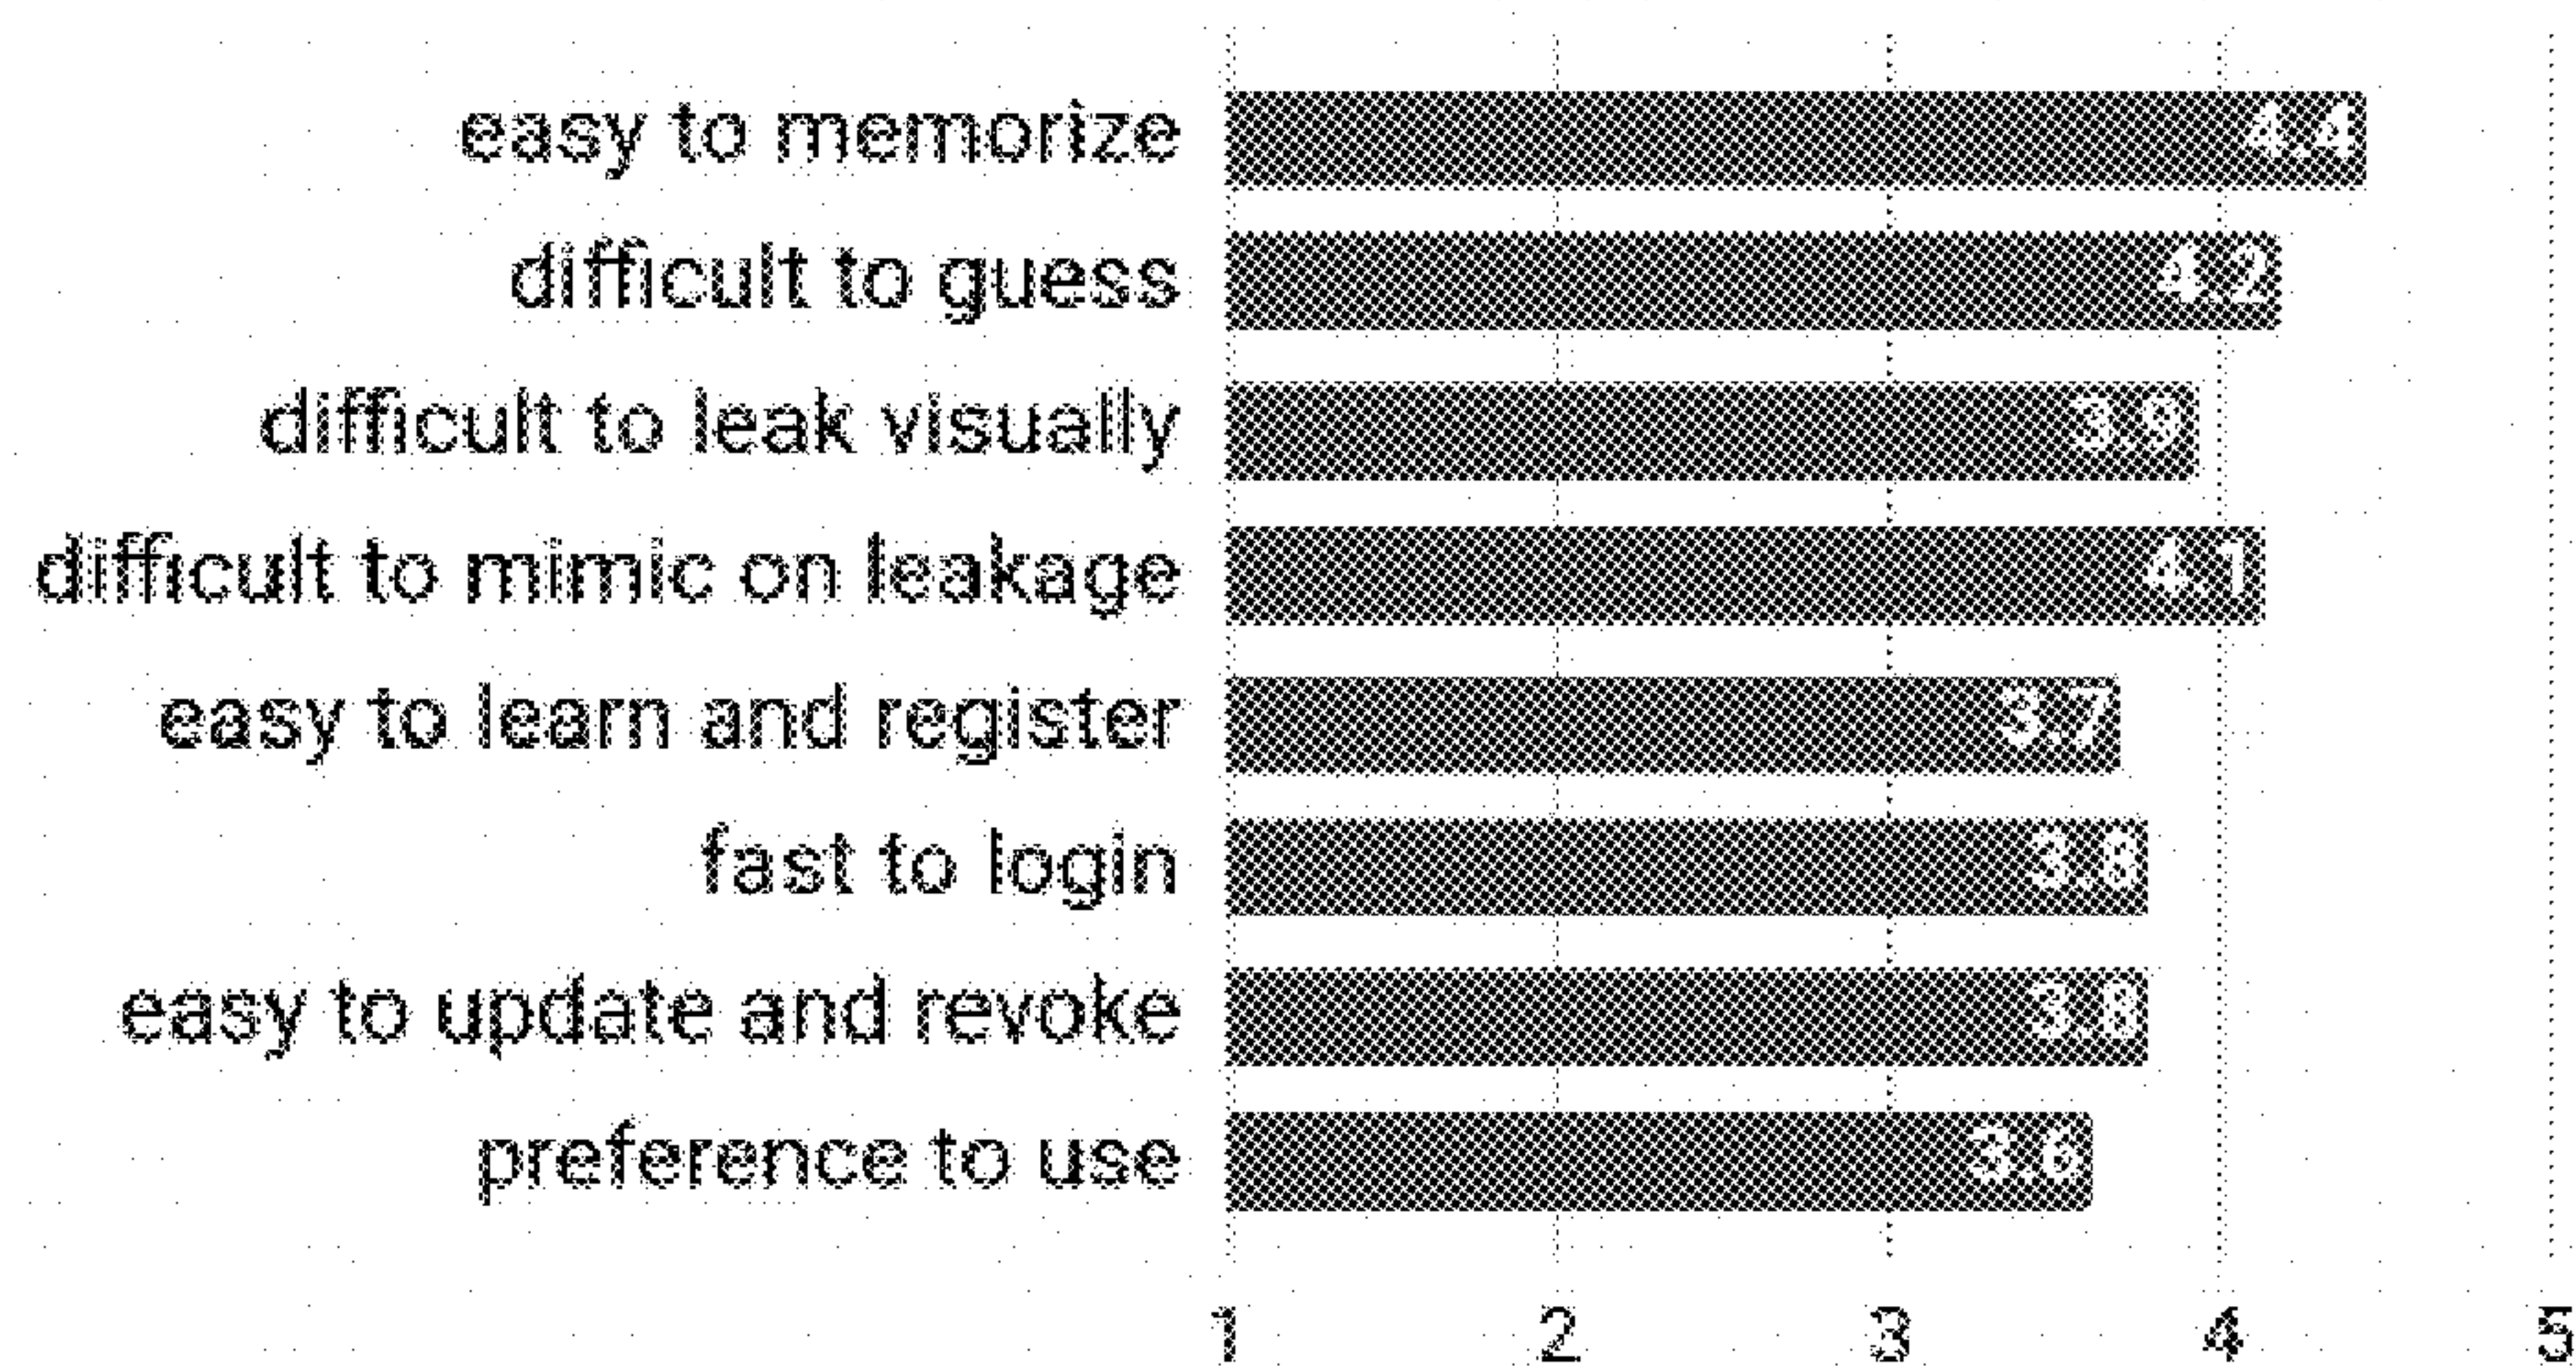 easy to memorize 4.4
difficult to guess 4.2
difficult to leak visually 3.9
difficult to mimic on leakage 4.1
easy to learn and register 3.7
fast to login 3.8
easy to update and revoke 3.8
preference to use 3.6
1 2 3 4 5